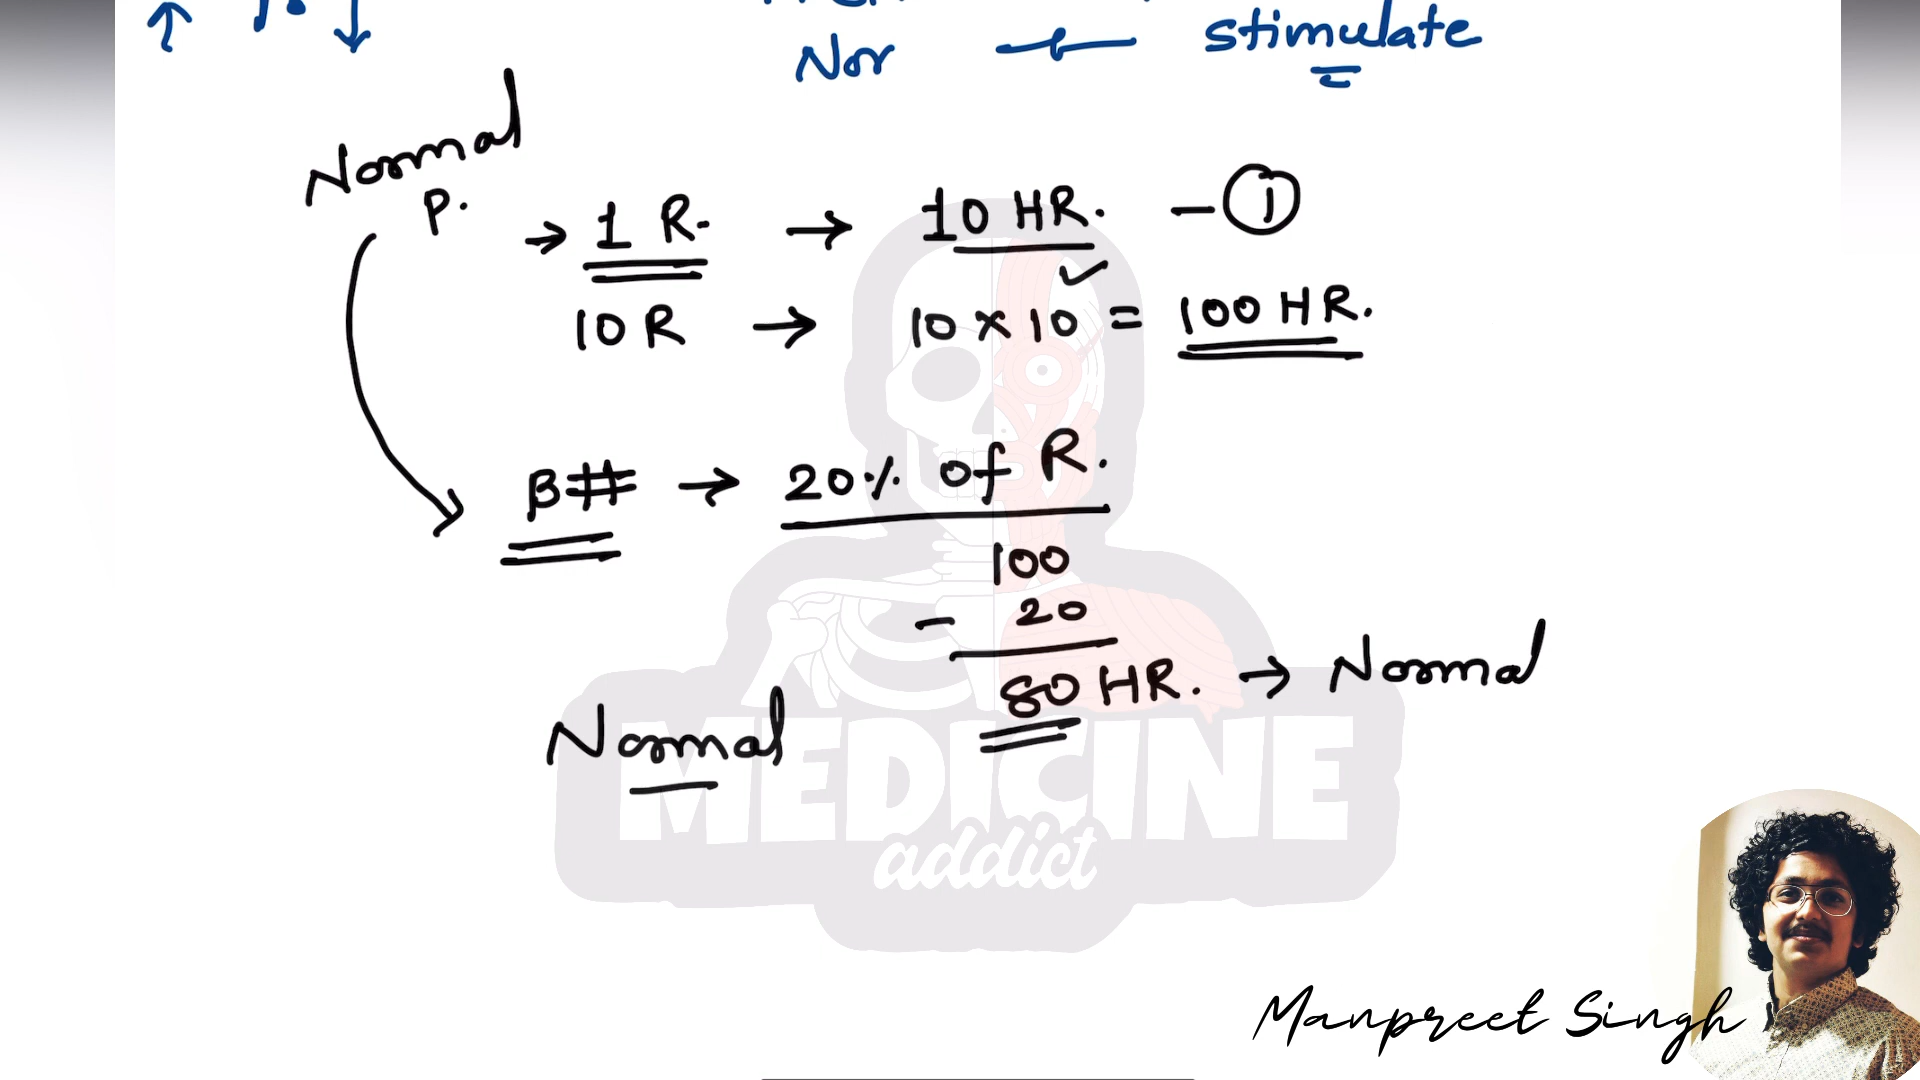 stimulate
Nor
Normal
P.
→ 1 R. → 10 HR. - ①
10 R → 10 x 10 = 100 HR.
β# → 20% of R.
100
- 20
80 HR. → Normal
Normal
MEDICINE
addict
Manpreet Singh